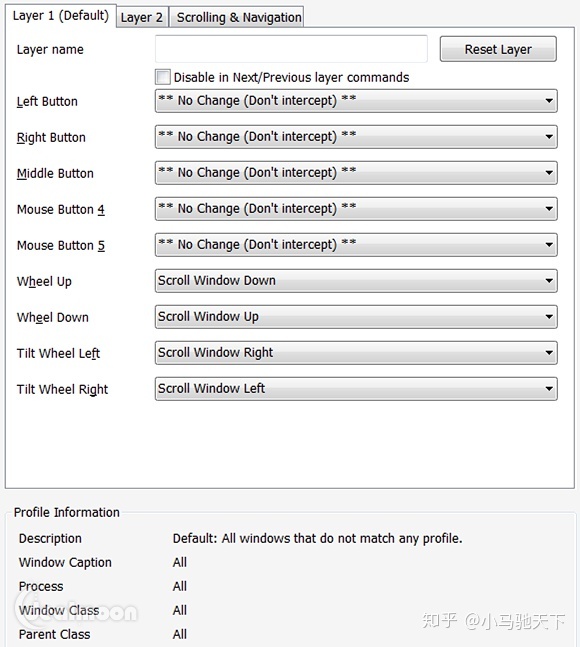 Layer 1 (Default) Layer 2 Scrolling & Navigation
Layer name Reset Layer
Disable in Next/Previous layer commands
Left Button ** No Change (Don't intercept) **
Right Button ** No Change (Don't intercept) **
Middle Button ** No Change (Don't intercept) **
Mouse Button 4 ** No Change (Don't intercept) **
Mouse Button 5 ** No Change (Don't intercept) **
Wheel Up Scroll Window Down
Wheel Down Scroll Window Up
Tilt Wheel Left Scroll Window Right
Tilt Wheel Right Scroll Window Left
Profile Information
Description Default: All windows that do not match any profile.
Window Caption All
Process All
Window Class All
Parent Class All
知乎 @小马驰天下